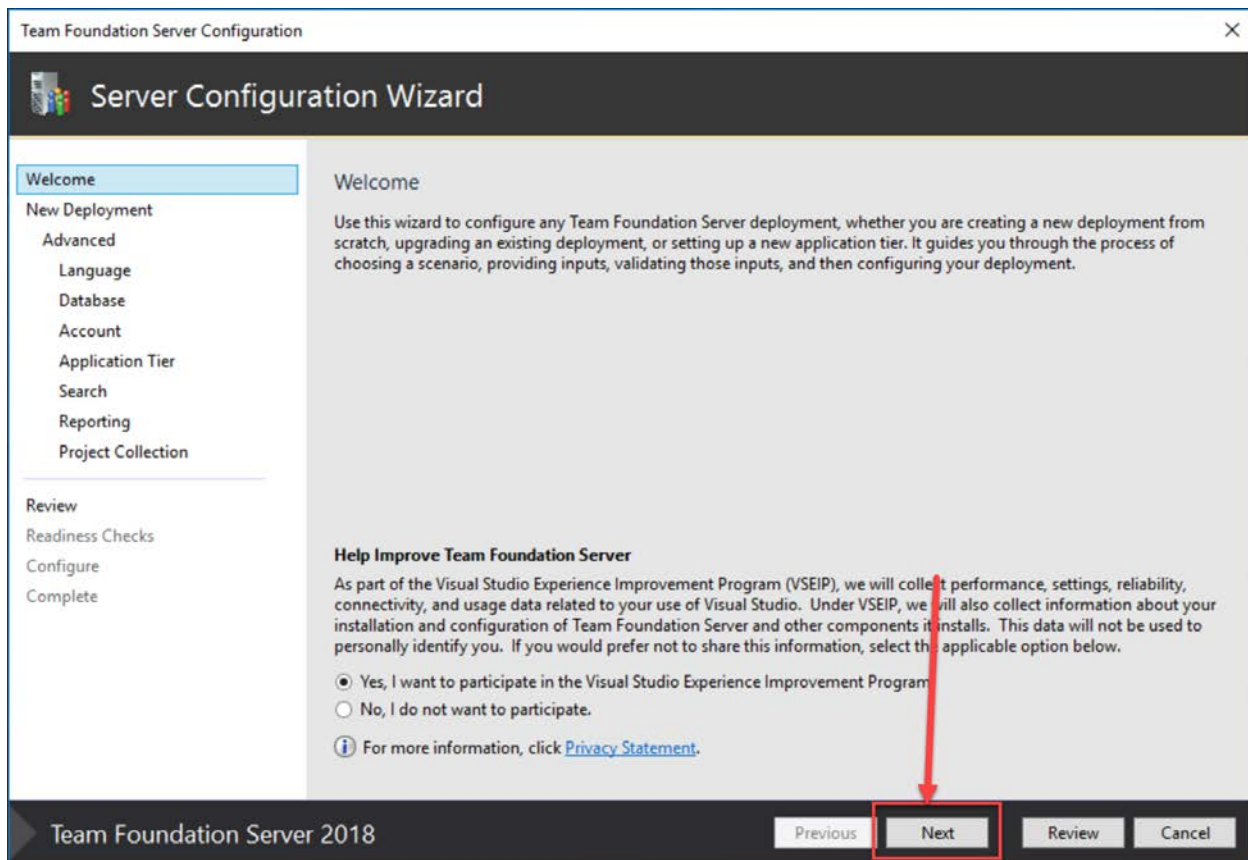 Team Foundation Server Configuration
Server Configuration Wizard
Welcome
New Deployment
Advanced
Language
Database
Account
Application Tier
Search
Reporting
Project Collection
Review
Readiness Checks
Configure
Complete
Welcome
Use this wizard to configure any Team Foundation Server deployment, whether you are creating a new deployment from
scratch, upgrading an existing deployment, or setting up a new application tier. It guides you through the process of
choosing a scenario, providing inputs, validating those inputs, and then configuring your deployment.
Help Improve Team Foundation Server
As part of the Visual Studio Experience Improvement Program (VSEIP), we will collect performance, settings, reliability,
connectivity, and usage data related to your use of Visual Studio. Under VSEIP, we will also collect information about your
installation and configuration of Team Foundation Server and other components it installs. This data will not be used to
personally identify you. If you would prefer not to share this information, select the applicable option below.
Yes, I want to participate in the Visual Studio Experience Improvement Program
No, I do not want to participate.
For more information, click Privacy Statement.
Team Foundation Server 2018
Previous
Next
Review
Cancel